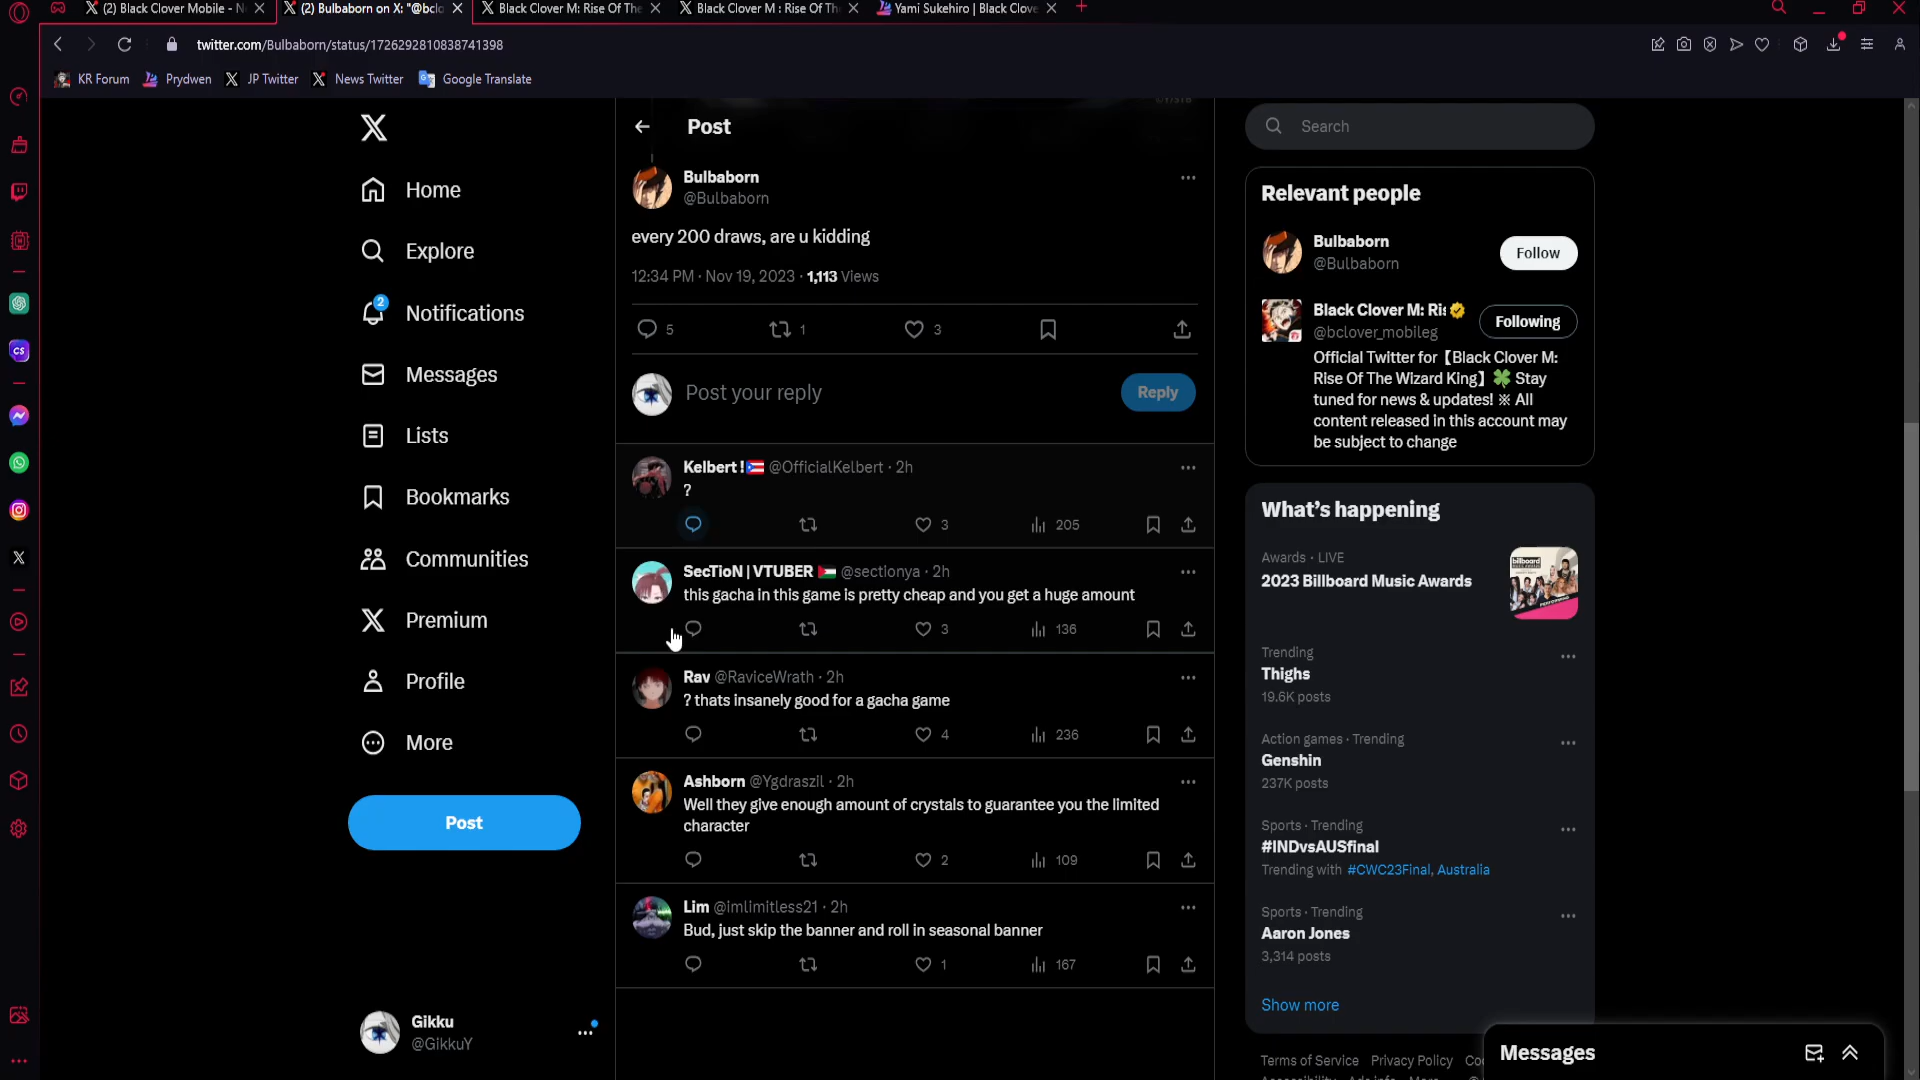 (2) Black Clover Mobile - N
(2) Bulbaborn on X: "@bclo
Black Clover M: Rise Of The
Black Clover M : Rise Of Th
Yami Sukehiro | Black Clove
twitter.com/Bulbaborn/status/1726292810838741398
KR Forum
Prydwen
JP Twitter
News Twitter
Google Translate
Home
Explore
2
Notifications
Messages
Lists
Bookmarks
Communities
Premium
Profile
More
Post
Gikku
@GikkuY
Post
Bulbaborn
@Bulbaborn
every 200 draws, are u kidding
12:34 PM · Nov 19, 2023 · 1,113 Views
5 1 3
Post your reply
Reply
Kelbert ! @OfficialKelbert · 2h
?
3 205
SecTioN | VTUBER @sectionya · 2h
this gacha in this game is pretty cheap and you get a huge amount
3 136
Rav @RaviceWrath · 2h
? thats insanely good for a gacha game
4 236
Ashborn @Ygdraszil · 2h
Well they give enough amount of crystals to guarantee you the limited
character
2 109
Lim @imlimitless21 · 2h
Bud, just skip the banner and roll in seasonal banner
1 167
Search
Relevant people
Bulbaborn
@Bulbaborn
Follow
Black Clover M: Ris
@bclover_mobileg
Following
Official Twitter for【Black Clover M:
Rise Of The Wizard King】🍀 Stay
tuned for news & updates! ※ All
content released in this account may
be subject to change
What's happening
Awards · LIVE
2023 Billboard Music Awards
Trending
Thighs
19.6K posts
Action games · Trending
Genshin
237K posts
Sports · Trending
#INDvsAUSfinal
Trending with #CWC23Final, Australia
Sports · Trending
Aaron Jones
3,314 posts
Show more
Terms of Service Privacy Policy Coo
Messages